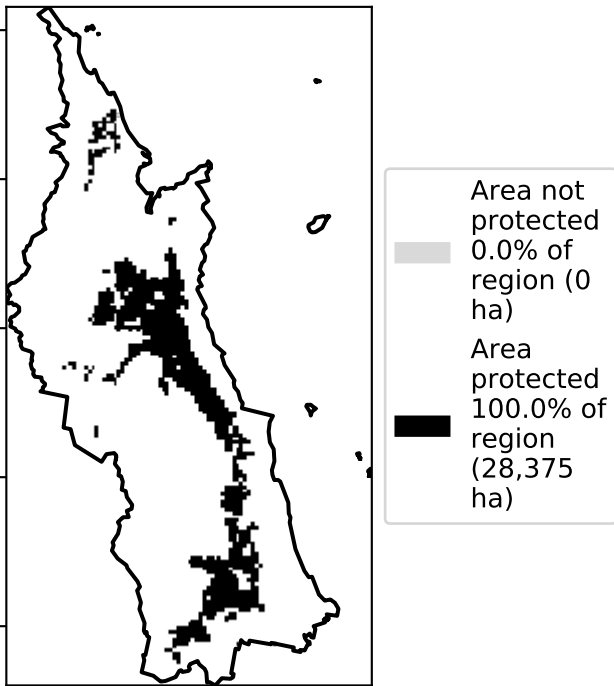 Area not
protected
0.0% of
region (0
ha)
Area
protected
100.0% of
region
(28,375
ha)